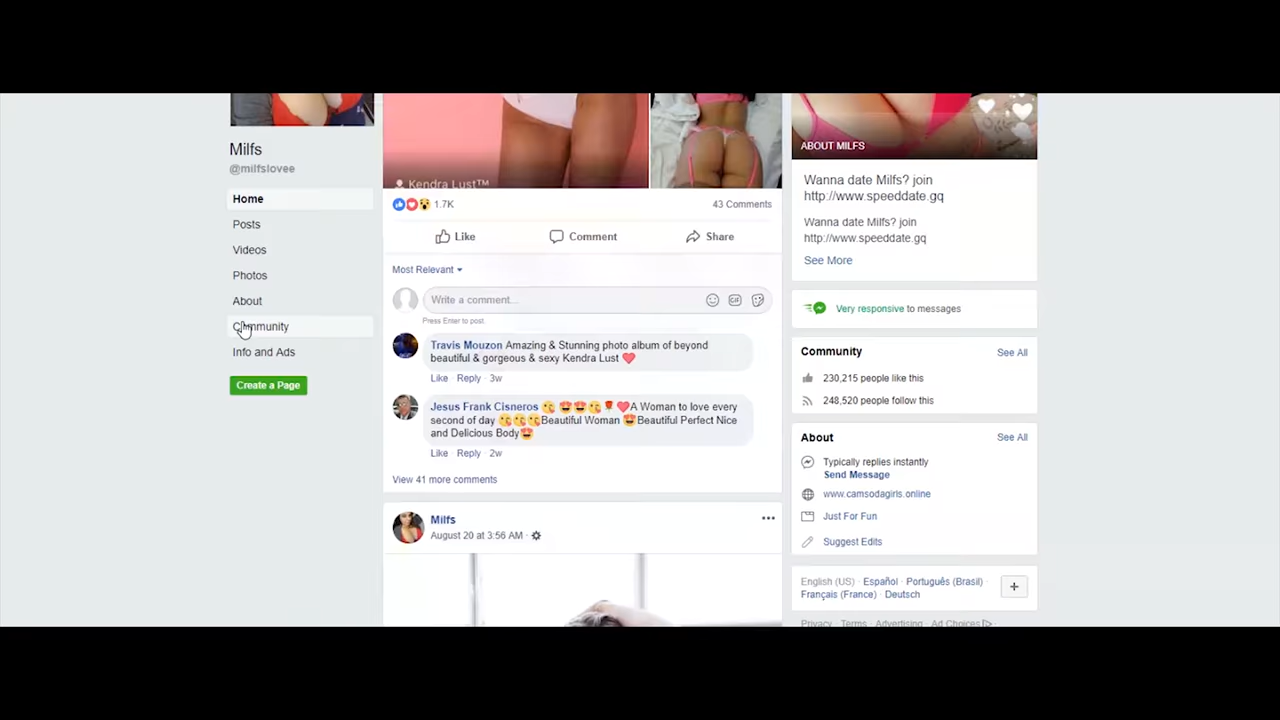 Milfs
@milfslovee
Home
Posts
Videos
Photos
About
Community
Info and Ads
Create a Page
Kendra Lust™
1.7K
43 Comments
Like
Comment
Share
Most Relevant
Write a comment...
Press Enter to post.
Travis Mouzon Amazing & Stunning photo album of beyond
beautiful & gorgeous & sexy Kendra Lust ❤
Like · Reply · 3w
Jesus Frank Cisneros 😘 😍😍😘🌹❤A Woman to love every
second of day 😘😘😘Beautiful Woman 😍Beautiful Perfect Nice
and Delicious Body😍
Like · Reply · 2w
View 41 more comments
Milfs
August 20 at 3:56 AM ·
ABOUT MILFS
Wanna date Milfs? join
http://www.speeddate.gq
Wanna date Milfs? join
http://www.speeddate.gq
See More
Very responsive to messages
Community
See All
230,215 people like this
248,520 people follow this
About
See All
Typically replies instantly
Send Message
www.camsodagirls.online
Just For Fun
Suggest Edits
English (US) · Español · Português (Brasil) ·
Français (France) · Deutsch
Privacy · Terms · Advertising · Ad Choices